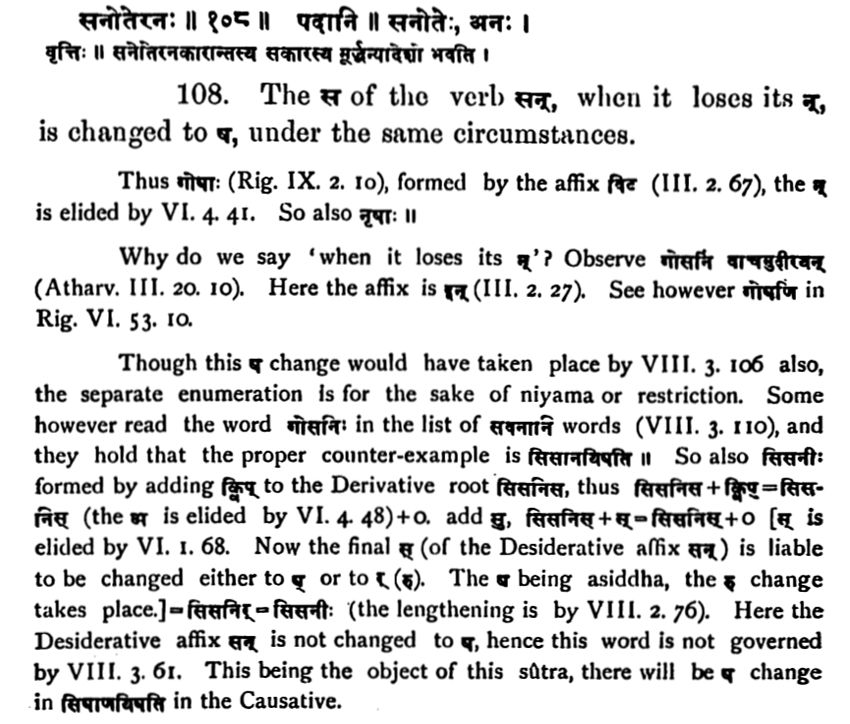 सनोतेरनः ॥ १०८ ॥ पदानि ॥ सनोतेः, अनः ।
वृत्तिः ॥ सनेतिरनकारान्तस्य सकारस्य मूर्द्धन्यादेशो भवति ।
108. The स of the verb सन्, when it loses its न्,
is changed to ष, under the same circumstances.
Thus गोषाः (Rig. IX. 2. 10), formed by the affix विट (III. 2. 67), the न्
is elided by VI. 4. 41. So also नृषाः ॥
Why do we say 'when it loses its न्'? Observe गोसनिं वाचमुदीरयन्
(Atharv. III. 20. 10). Here the affix is इन् (III. 2. 27). See however गोषणिं in
Rig. VI. 53. 10.
Though this ष change would have taken place by VIII. 3. 106 also,
the separate enumeration is for the sake of niyama or restriction. Some
however read the word गोसनिः in the list of सवनादि words (VIII. 3. 110), and
they hold that the proper counter-example is सिसानयिषति ॥ So also सिसनीः
formed by adding क्विप् to the Derivative root सिसनिस, thus सिसनिस + क्विप् = सिस-
निस् (the अ is elided by VI. 4. 48)+0. add सु, सिसनिस् + स् = सिसनिस् + 0 [स् is
elided by VI. 1. 68. Now the final स् (of the Desiderative affix सन्) is liable
to be changed either to ष् or to र् (रु). The ष being asiddha, the रु change
takes place.] = सिसनिर् = सिसनीः (the lengthening is by VIII. 2. 76). Here the
Desiderative affix सन् is not changed to ष, hence this word is not governed
by VIII. 3. 61. This being the object of this sûtra, there will be ष change
in सिषाणयिषति in the Causative.